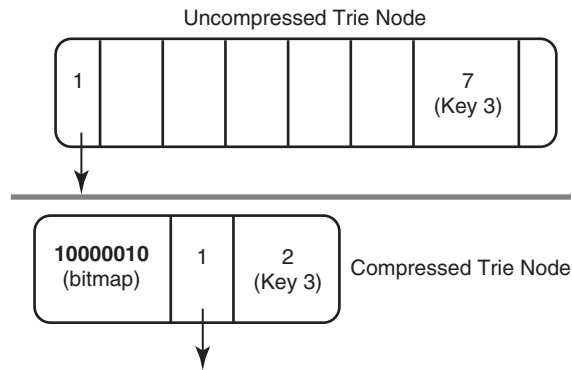 Uncompressed Trie Node
1
7
(Key 3)
10000010
(bitmap)
1
2
(Key 3)
Compressed Trie Node